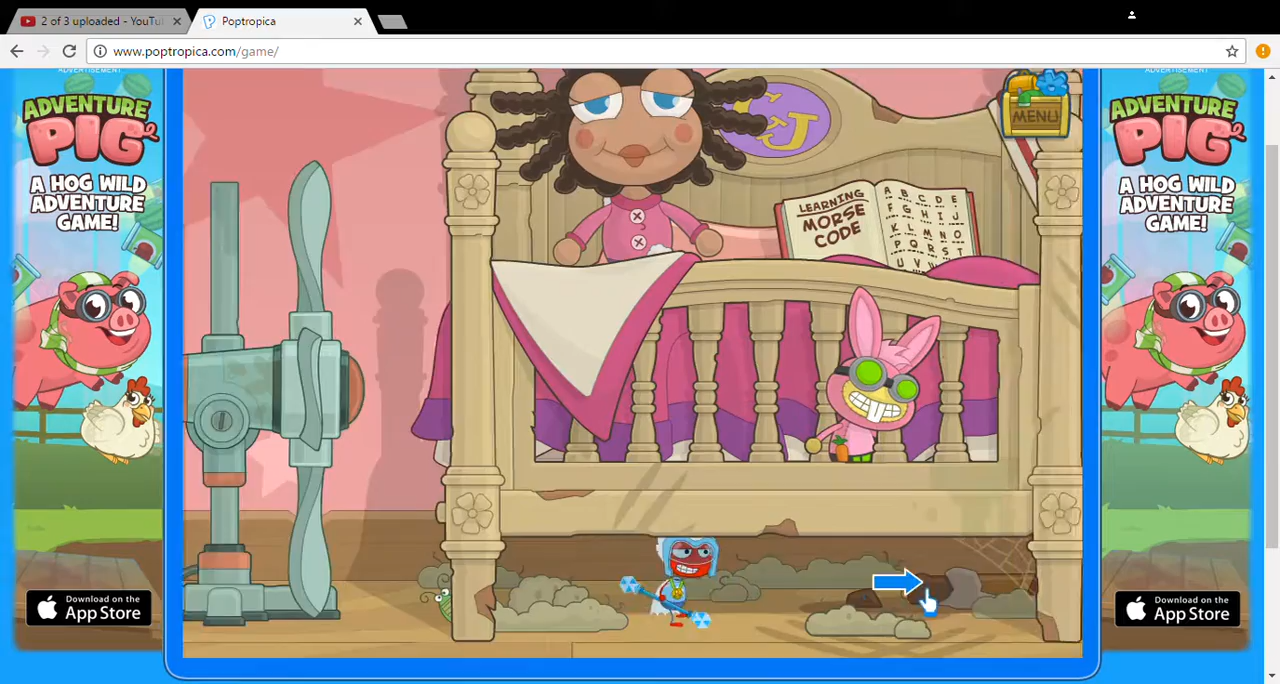 2 of 3 uploaded - YouTu
Poptropica
www.poptropica.com/game/
ADVERTISEMENT
ADVENTURE
PIG
A HOG WILD
ADVENTURE
GAME!
Download on the
App Store
MENU
J
LEARNING
MORSE
CODE
A B C D E
F G H I J
K L M N O
P Q R S T
U V
ADVERTISEMENT
ADVENTURE
PIG
A HOG WILD
ADVENTURE
GAME!
Download on the
App Store